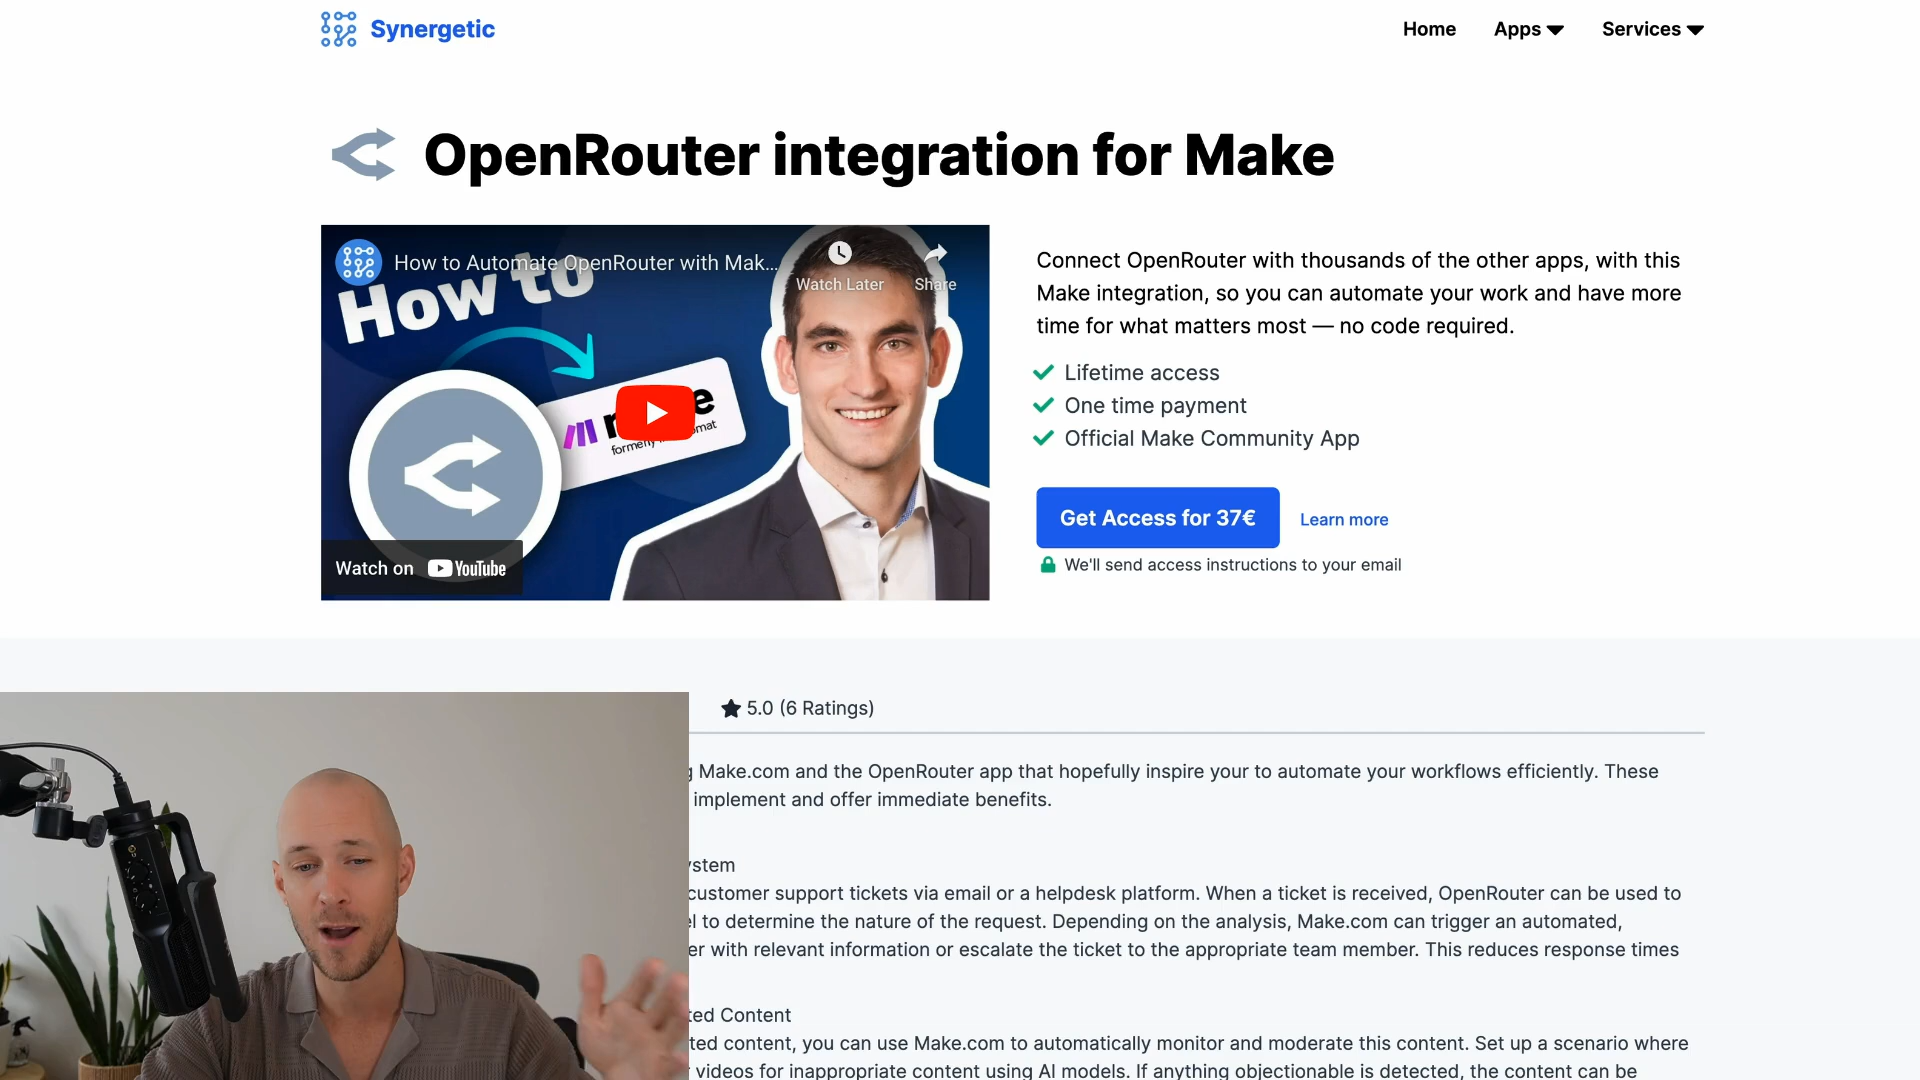 Synergetic
Home
Apps
Services
OpenRouter integration for Make
How to Automate OpenRouter with Mak...
Watch Later
Share
How to
make
formerly
Watch on YouTube
Connect OpenRouter with thousands of the other apps, with this
Make integration, so you can automate your work and have more
time for what matters most — no code required.
Lifetime access
One time payment
Official Make Community App
Get Access for 37€
Learn more
We'll send access instructions to your email
5.0 (6 Ratings)
Make.com and the OpenRouter app that hopefully inspire your to automate your workflows efficiently. These
implement and offer immediate benefits.
customer support tickets via email or a helpdesk platform. When a ticket is received, OpenRouter can be used to
to determine the nature of the request. Depending on the analysis, Make.com can trigger an automated,
with relevant information or escalate the ticket to the appropriate team member. This reduces response times
Content
content, you can use Make.com to automatically monitor and moderate this content. Set up a scenario where
videos for inappropriate content using AI models. If anything objectionable is detected, the content can be